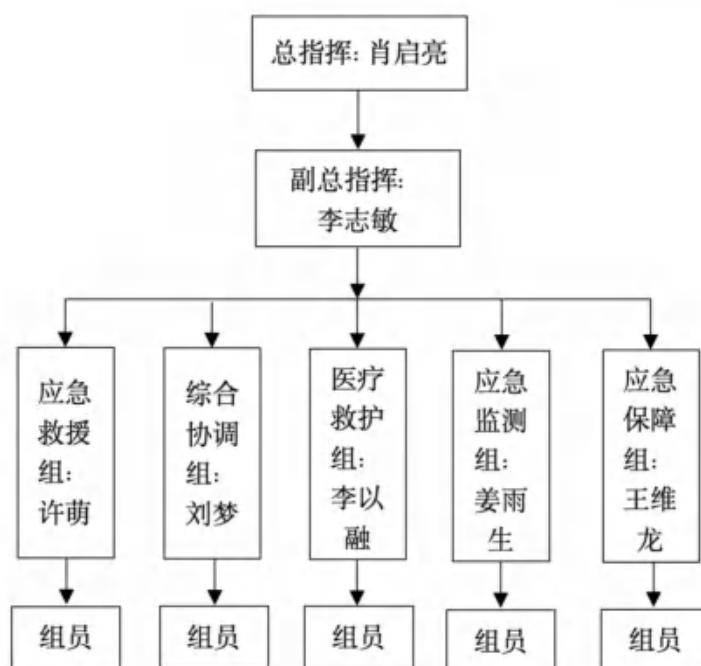 总指挥: 肖启亮
副总指挥:
李志敏
应急
救援
组:
许萌
综合
协调
组:
刘梦
医疗
救护
组:
李以
融
应急
监测
组:
姜雨
生
应急
保障
组:
王维
龙
组员
组员
组员
组员
组员